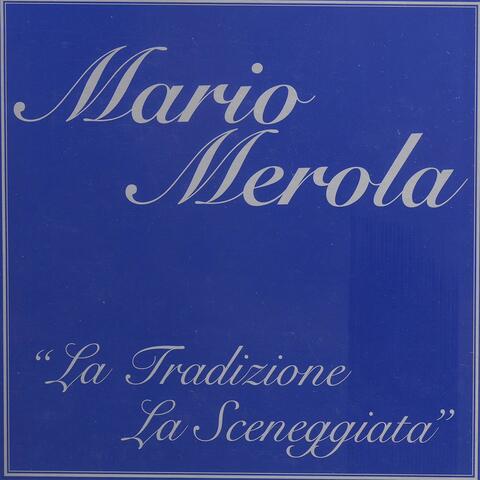 Mario
Merola
“La Tradizione
La Sceneggiata”